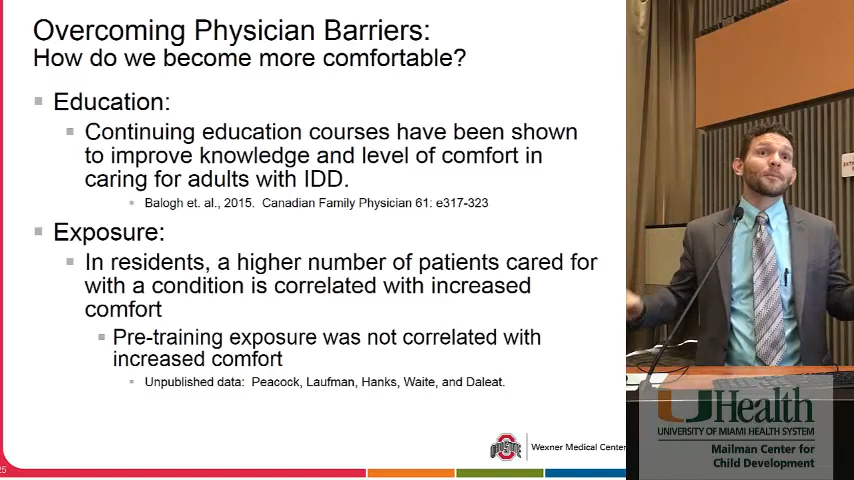 Overcoming Physician Barriers:
How do we become more comfortable?
Education:
Continuing education courses have been shown
to improve knowledge and level of comfort in
caring for adults with IDD.
Balogh et. al., 2015. Canadian Family Physician 61: e317-323
Exposure:
In residents, a higher number of patients cared for
with a condition is correlated with increased
comfort
Pre-training exposure was not correlated with
increased comfort
Unpublished data: Peacock, Laufman, Hanks, Waite, and Daleat.
OHIO STATE
Wexner Medical Center
25
UHealth
UNIVERSITY OF MIAMI HEALTH SYSTEM
Mailman Center for
Child Development